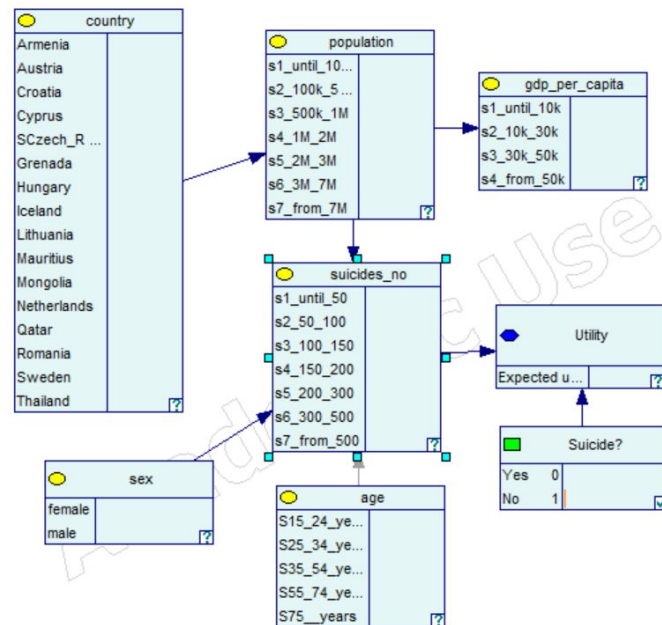 country
Armenia
Austria
Croatia
Cyprus
SCzech_R ...
Grenada
Hungary
Iceland
Lithuania
Mauritius
Mongolia
Netherlands
Qatar
Romania
Sweden
Thailand
?
population
s1_until_10...
s2_100k_5 ...
s3_500k_1M
s4_1M_2M
s5_2M_3M
s6_3M_7M
s7_from_7M
?
gdp_per_capita
s1_until_10k
s2_10k_30k
s3_30k_50k
s4_from_50k
?
suicides_no
s1_until_50
s2_50_100
s3_100_150
s4_150_200
s5_200_300
s6_300_500
s7_from_500
?
Utility
Expected u...
?
Suicide?
Yes 0
No 1
sex
female
male
?
age
S15_24_ye...
S25_34_ye...
S35_54_ye...
S55_74_ye...
S75__years
?
Use